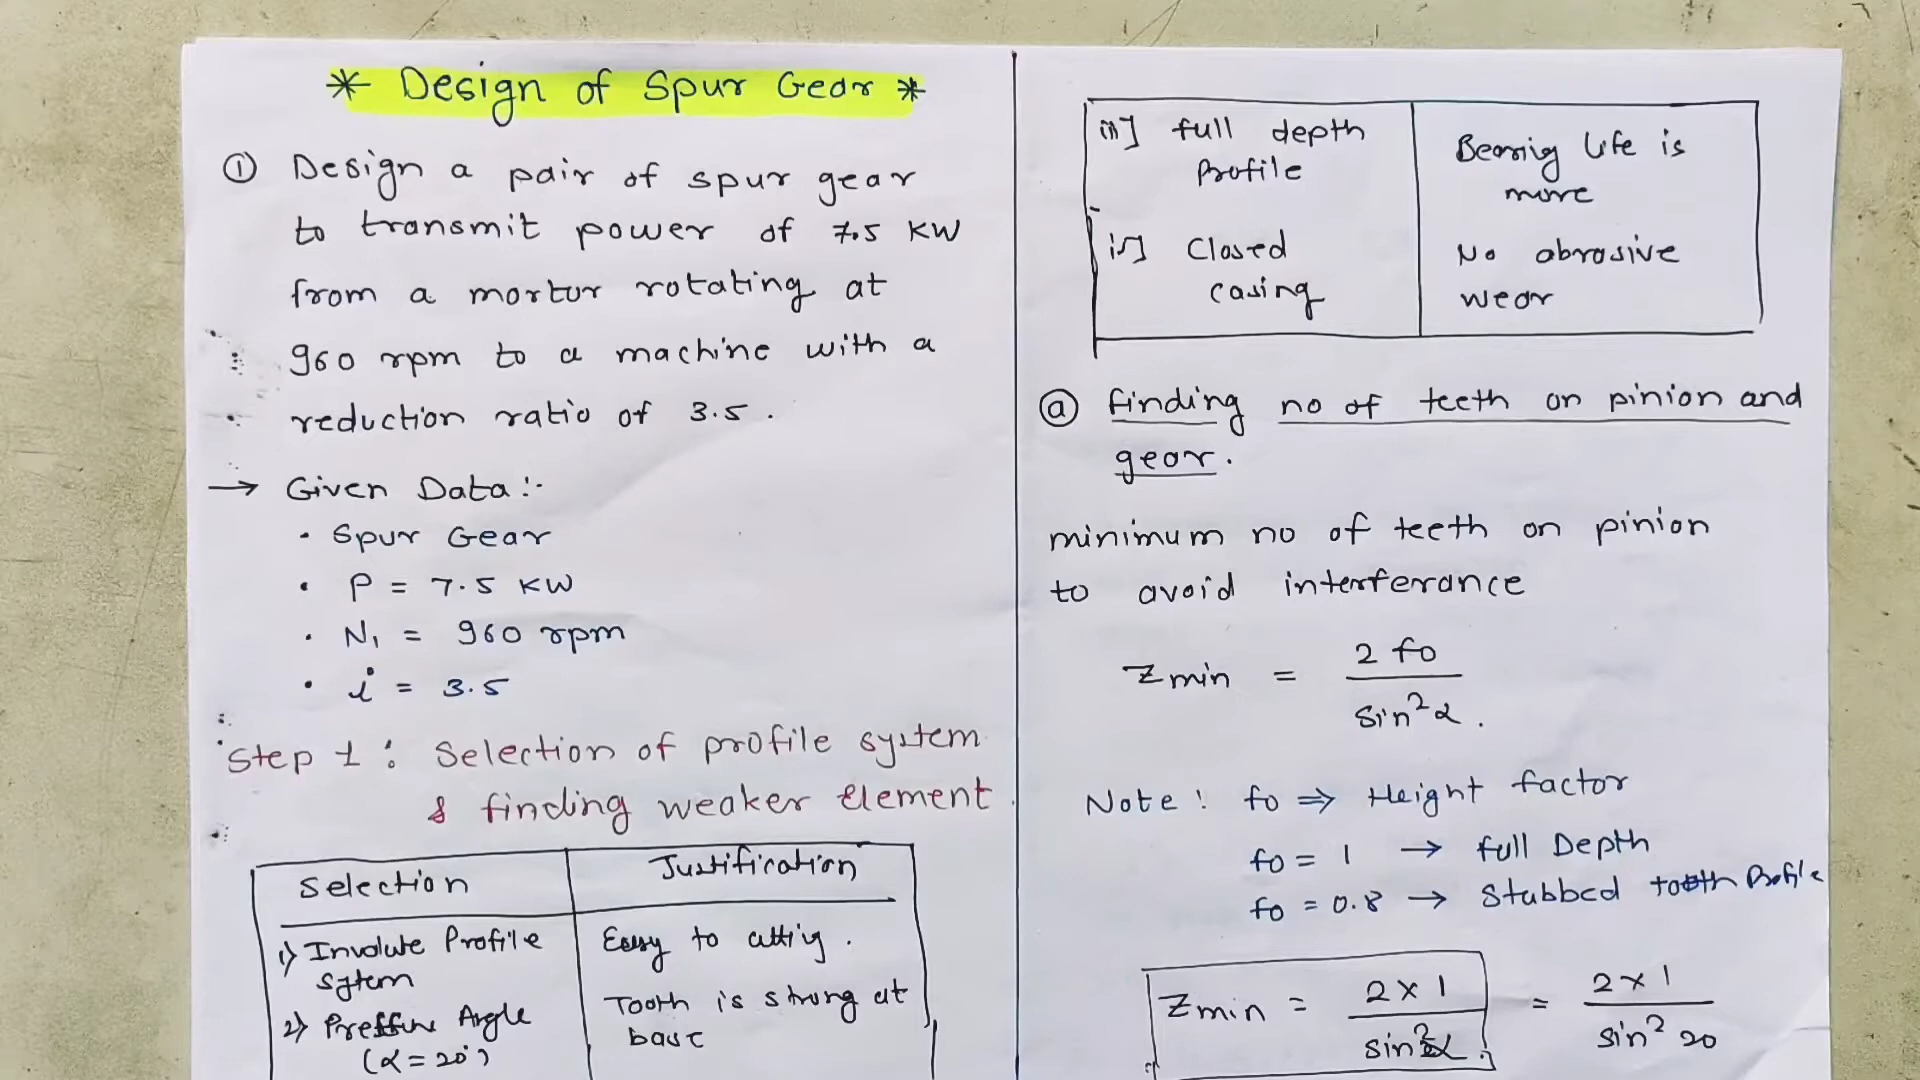 * Design of Spur Gear *
① Design a pair of spur gear
to transmit power of 7.5 KW
from a mortur rotating at
960 rpm to a machine with a
reduction ratio of 3.5 .
→ Given Data :-
• Spur Gear
• P = 7.5 KW
• N₁ = 960 rpm
• i = 3.5
Step 1 : Selection of profile system
& finding weaker Element .
Selection
Justification
1) Involute Profile
Sytem
Easy to cutting .
2) Pressure Angle
(α = 20°)
Tooth is strong at
base
iii] full depth
Profile
Bearing life is
more
iv] Closed
casing
No abrasive
wear
ⓐ finding no of teeth on pinion and
gear .
minimum no of teeth on pinion
to avoid interferance
Zmin = 2 fo / sin²α .
Note : fo ⇒ Height factor
fo = 1 → full Depth
fo = 0.8 → Stubbed tooth Profile
Zmin = 2 x 1 / sin²α = 2 x 1 / sin² 20